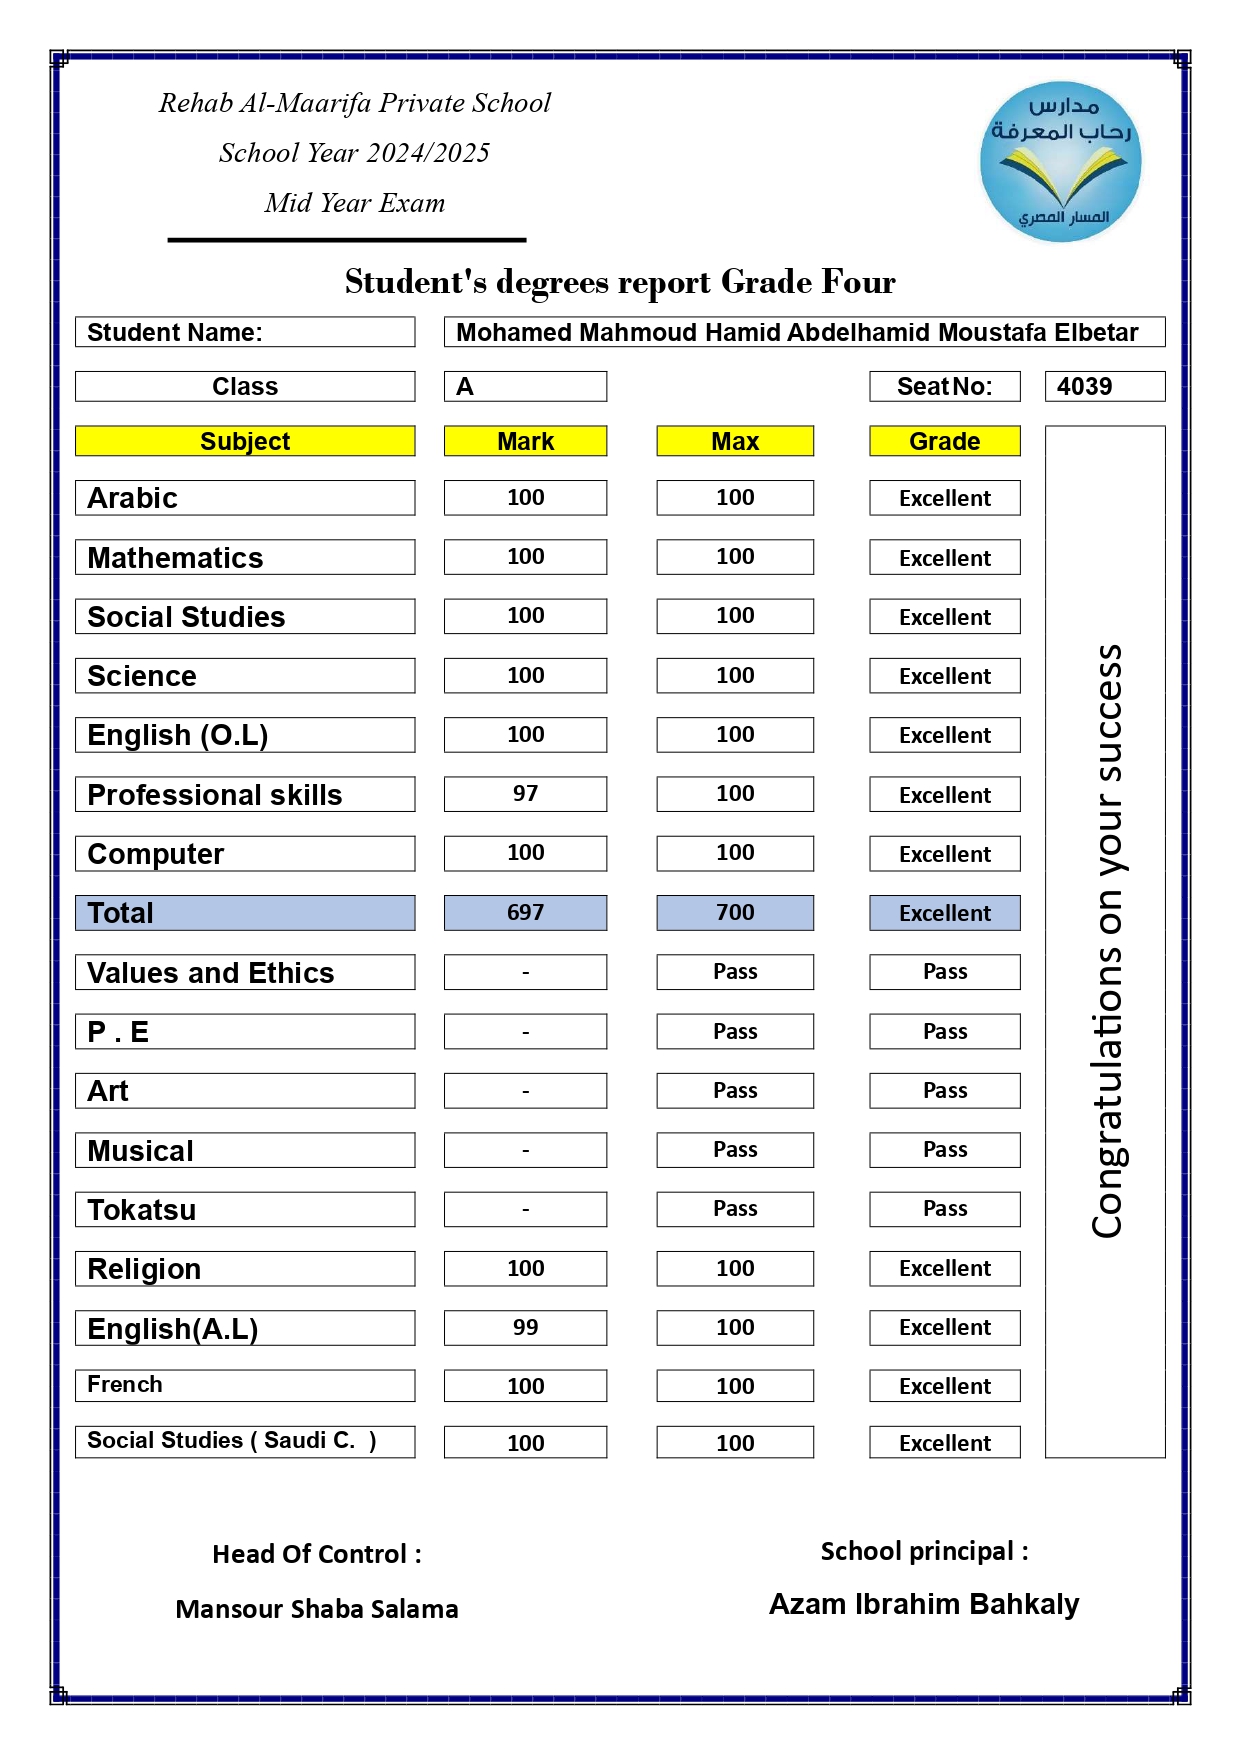 Rehab Al-Maarifa Private School
School Year 2024/2025
Mid Year Exam
مدارس
رحاب المعرفة
المسار المصري
Student's degrees report Grade Four
Student Name: Mohamed Mahmoud Hamid Abdelhamid Moustafa Elbetar
Class A Seat No: 4039
Subject Mark Max Grade
Arabic 100 100 Excellent
Mathematics 100 100 Excellent
Social Studies 100 100 Excellent
Science 100 100 Excellent
English (O.L) 100 100 Excellent
Professional skills 97 100 Excellent
Computer 100 100 Excellent
Total 697 700 Excellent
Values and Ethics - Pass Pass
P . E - Pass Pass
Art - Pass Pass
Musical - Pass Pass
Tokatsu - Pass Pass
Religion 100 100 Excellent
English(A.L) 99 100 Excellent
French 100 100 Excellent
Social Studies ( Saudi C. ) 100 100 Excellent
Congratulations on your success
Head Of Control :
Mansour Shaba Salama
School principal :
Azam Ibrahim Bahkaly